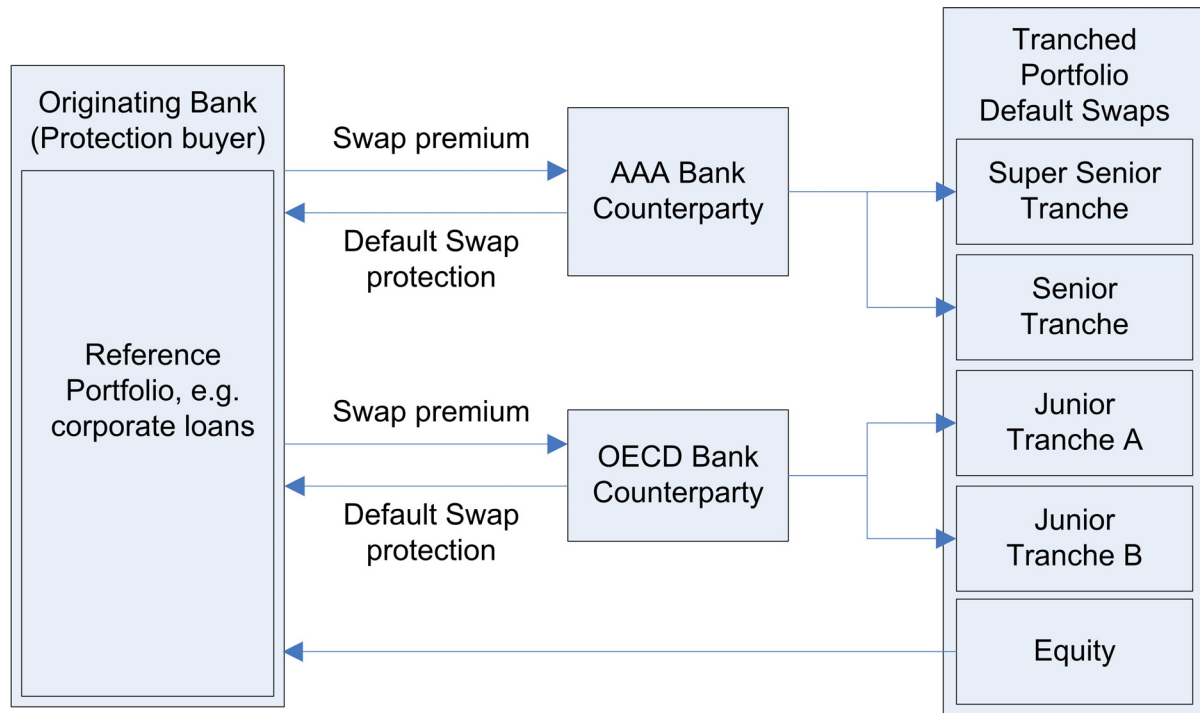 Originating Bank
(Protection buyer)
Reference
Portfolio, e.g.
corporate loans
Swap premium
Default Swap
protection
Swap premium
Default Swap
protection
AAA Bank
Counterparty
OECD Bank
Counterparty
Tranched
Portfolio
Default Swaps
Super Senior
Tranche
Senior
Tranche
Junior
Tranche A
Junior
Tranche B
Equity